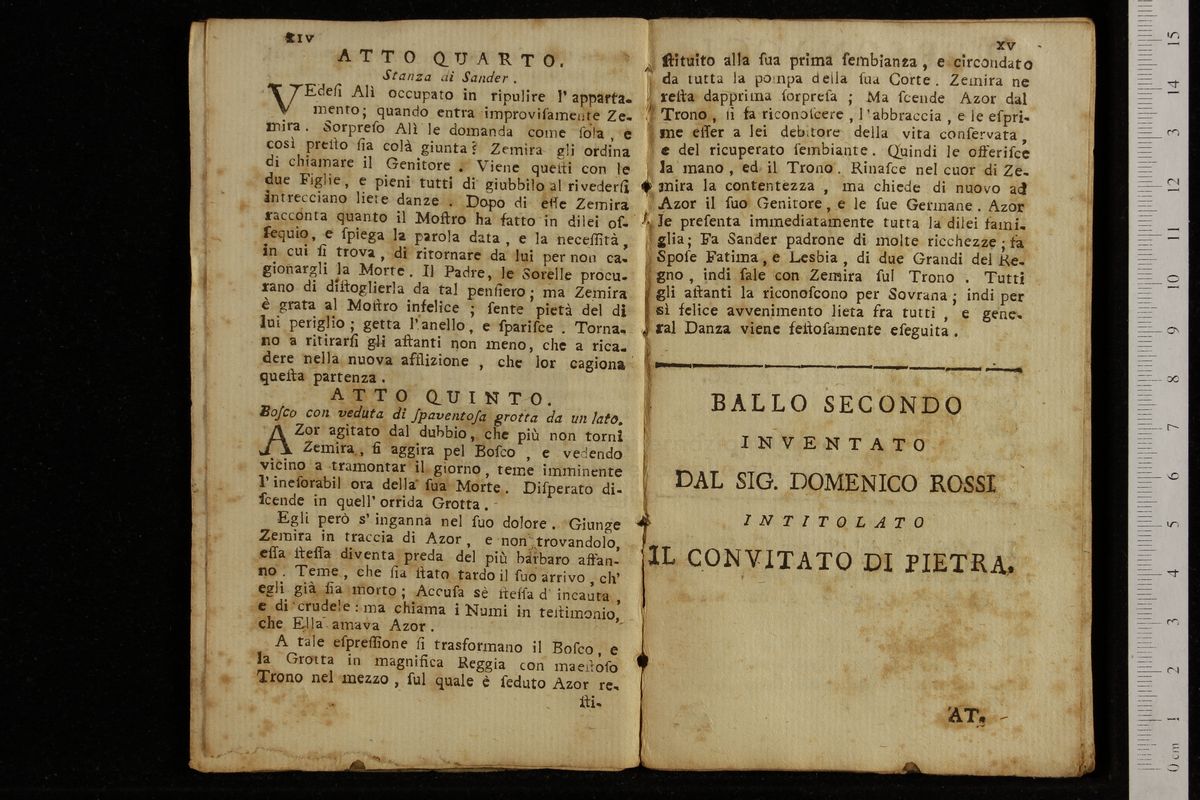 XIV
ATTO QUARTO.
Stanza di Sander.
VEdeſi Alì occupato in ripulire l'apparta-
mento; quando entra improviſamente Ze-
mira. Sorpreſo Alì le domanda come ſola, e
così preſto ſia colà giunta? Zemira gli ordina
di chiamare il Genitore. Viene queſti con le
due Figlie, e pieni tutti di giubbilo al rivederſi
intrecciano liete danze. Dopo di eſſe Zemira
racconta quanto il Moſtro ha fatto in dilei oſ-
ſequio, e ſpiega la parola data, e la neceſſità,
in cui ſi trova, di ritornare da lui per non ca-
gionargli la Morte. Il Padre, le Sorelle procu-
rano di diſtoglierla da tal penſiero; ma Zemira
è grata al Moſtro infelice; ſente pietà del di
lui periglio; getta l'anello, e ſpariſce. Torna-
no a ritirarſi gli aſtanti non meno, che a rica-
dere nella nuova afflizione, che lor cagiona
queſta partenza.
ATTO QUINTO.
Boſco con veduta di ſpaventoſa grotta da un lato.
AZor agitato dal dubbio, che più non torni
Zemira, ſi aggira pel Boſco, e vedendo
vicino a tramontar il giorno, teme imminente
l'ineſorabil ora della ſua Morte. Diſperato di-
ſcende in quell' orrida Grotta.
Egli però s'inganna nel ſuo dolore. Giunge
Zemira in traccia di Azor, e non trovandolo,
eſſa ſteſſa diventa preda del più barbaro affan-
no. Teme, che ſia ſtato tardo il ſuo arrivo, ch'
egli già ſia morto; Accuſa sè ſteſſa d'incauta,
e di crudele: ma chiama i Numi in teſtimonio,
che Ella amava Azor.
A tale eſpreſſione ſi trasformano il Boſco, e
la Grotta in magnifica Reggia con maeſtoſo
Trono nel mezzo, ſul quale è ſeduto Azor re-
ſti-
XV
ſtituito alla ſua prima ſembianza, e circondato
da tutta la pompa della ſua Corte. Zemira ne
reſta dapprima ſorpreſa; Ma ſcende Azor dal
Trono, ſi fa riconoſcere, l'abbraccia, e le eſpri-
me eſſer a lei debitore della vita conſervata,
e del ricuperato ſembiante. Quindi le offeriſce
la mano, ed il Trono. Rinaſce nel cuor di Ze-
mira la contentezza, ma chiede di nuovo ad
Azor il ſuo Genitore, e le ſue Germane. Azor
le preſenta immediatamente tutta la dilei fami-
glia; Fa Sander padrone di molte ricchezze; fa
Spoſe Fatima, e Lesbia, di due Grandi del Re-
gno, indi ſale con Zemira ſul Trono. Tutti
gli aſtanti la riconoſcono per Sovrana; indi per
sì felice avvenimento lieta fra tutti, e gene-
ral Danza viene feſtoſamente eſeguita.
BALLO SECONDO
INVENTATO
DAL SIG. DOMENICO ROSSI
INTITOLATO
IL CONVITATO DI PIETRA.
AT-
0 cm 1 2 3 4 5 6 7 8 9 10 11 12 13 14 15